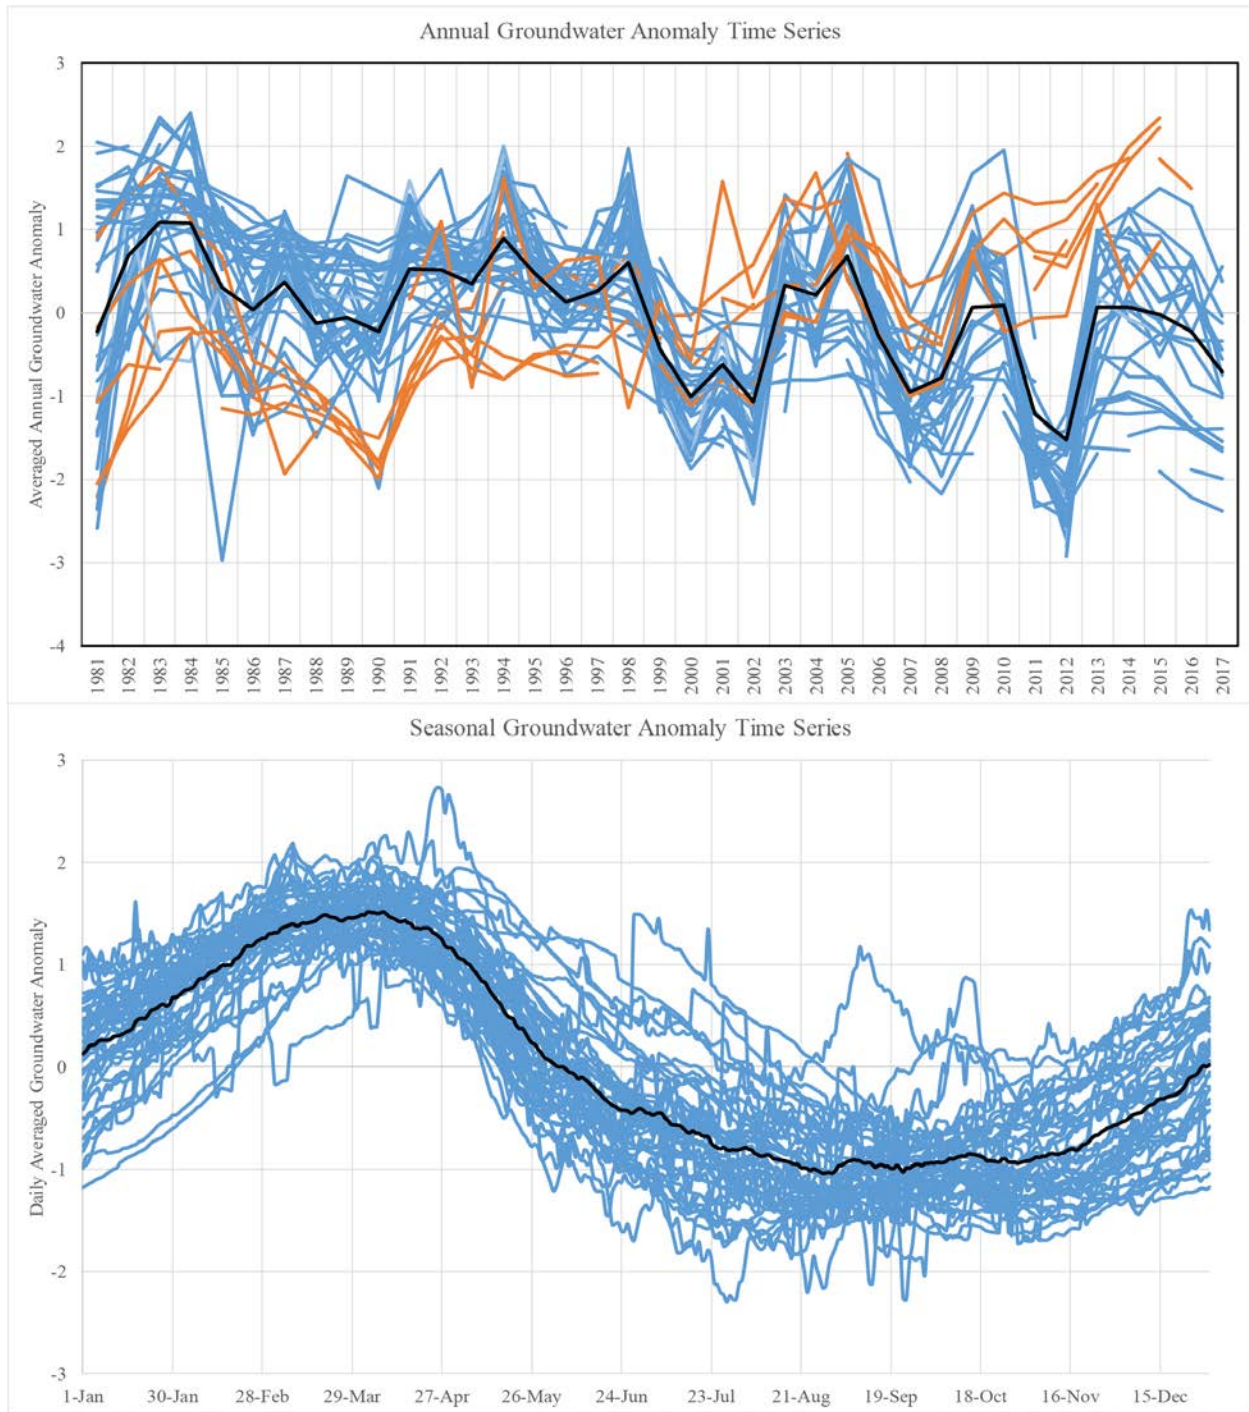 Annual Groundwater Anomaly Time Series
Averaged Annual Groundwater Anomaly
3
2
1
0
-1
-2
-3
-4
1981 1982 1983 1984 1985 1986 1987 1988 1989 1990 1991 1992 1993 1994 1995 1996 1997 1998 1999 2000 2001 2002 2003 2004 2005 2006 2007 2008 2009 2010 2011 2012 2013 2014 2015 2016 2017
Seasonal Groundwater Anomaly Time Series
Daily Averaged Groundwater Anomaly
3
2
1
0
-1
-2
-3
1-Jan 30-Jan 28-Feb 29-Mar 27-Apr 26-May 24-Jun 23-Jul 21-Aug 19-Sep 18-Oct 16-Nov 15-Dec